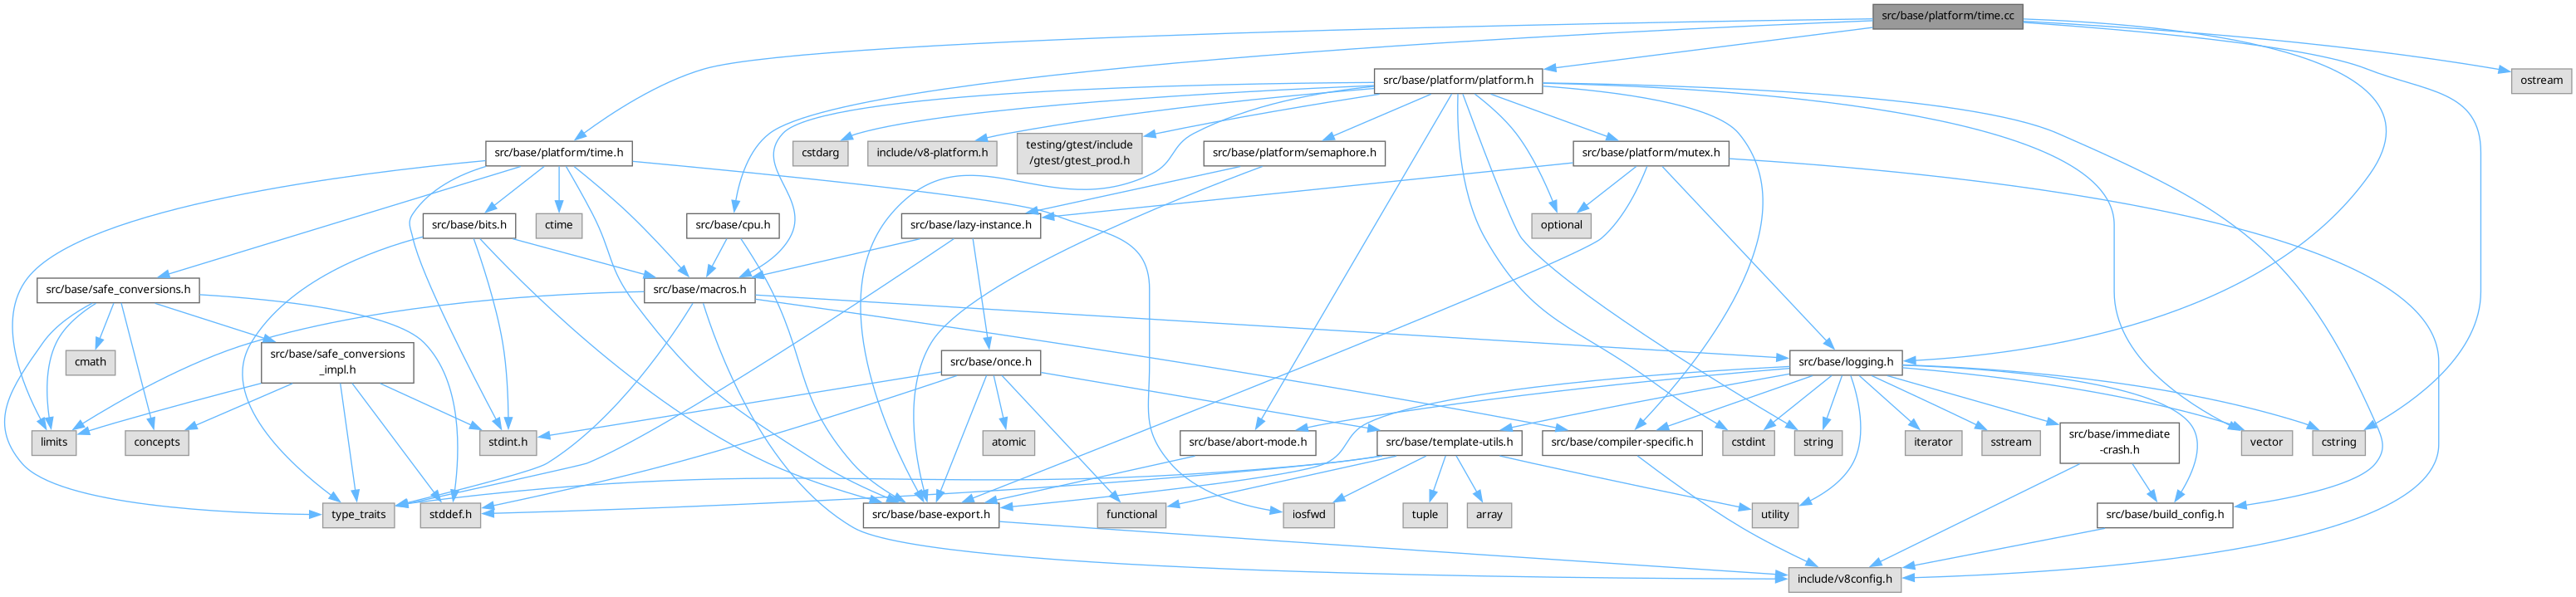 src/base/platform/time.cc
src/base/platform/platform.h
ostream
src/base/platform/time.h
cstdarg
include/v8-platform.h
testing/gtest/include
/gtest/gtest_prod.h
src/base/platform/semaphore.h
src/base/platform/mutex.h
src/base/bits.h
ctime
src/base/cpu.h
src/base/lazy-instance.h
optional
src/base/safe_conversions.h
src/base/macros.h
cmath
src/base/safe_conversions
_impl.h
src/base/once.h
src/base/logging.h
limits
concepts
stdint.h
atomic
src/base/abort-mode.h
src/base/template-utils.h
src/base/compiler-specific.h
cstdint
string
iterator
sstream
src/base/immediate
-crash.h
vector
cstring
type_traits
stddef.h
src/base/base-export.h
functional
iosfwd
tuple
array
utility
src/base/build_config.h
include/v8config.h